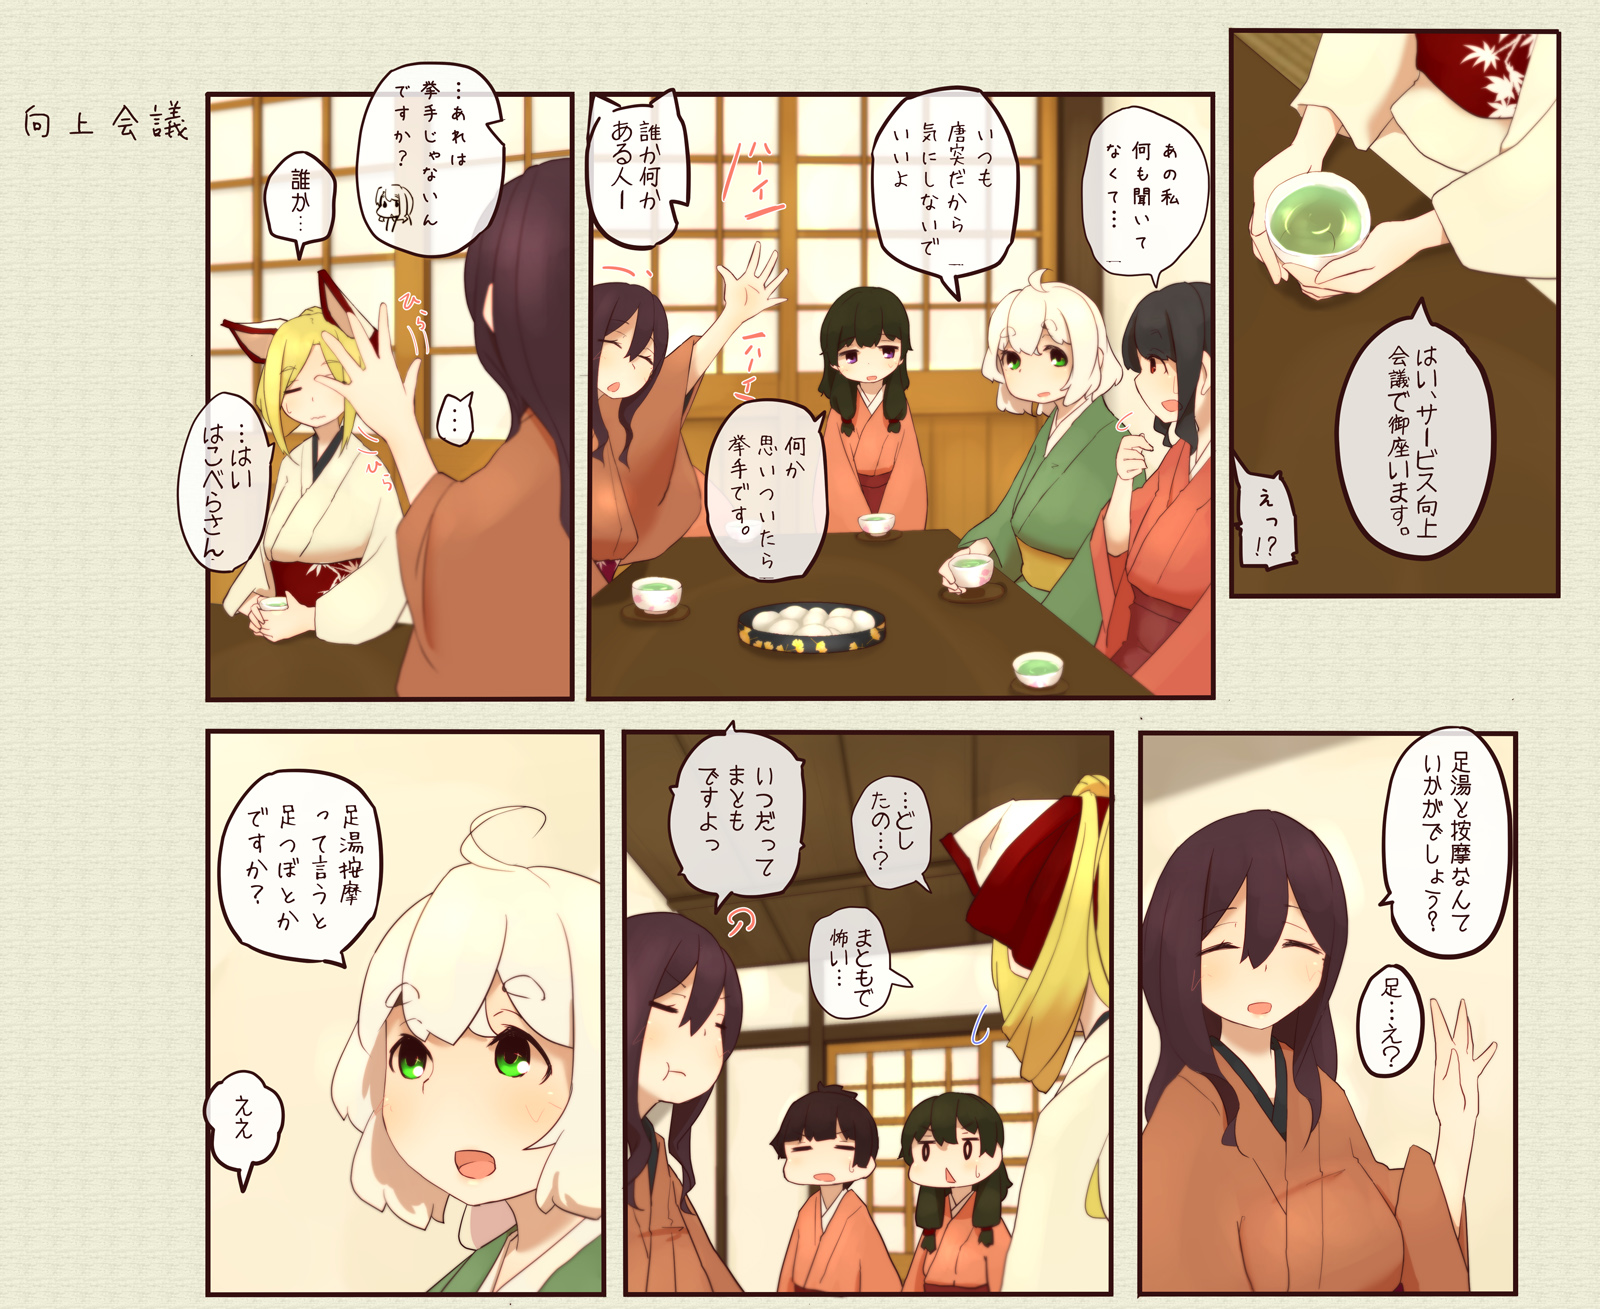 向上会議
はい、サービス向上
会議で御座います。
えっ!?
あの私
何も聞いて
なくて…
いつも
唐突だから
気にしないで
いいよ
何か
思いついたら
挙手です。
誰か何か
ある人ー
ハーイ
ハーイ
…あれは
挙手じゃないん
ですか?
誰か…
ひら
ひら
…
…はい
はこべらさん
足湯と按摩なんて
いかがでしょう?
足…え?
…どし
たの…?
まともで
怖い…
いつだって
まとも
ですよっ
足湯按摩
って言うと
足つぼとか
ですか?
ええ